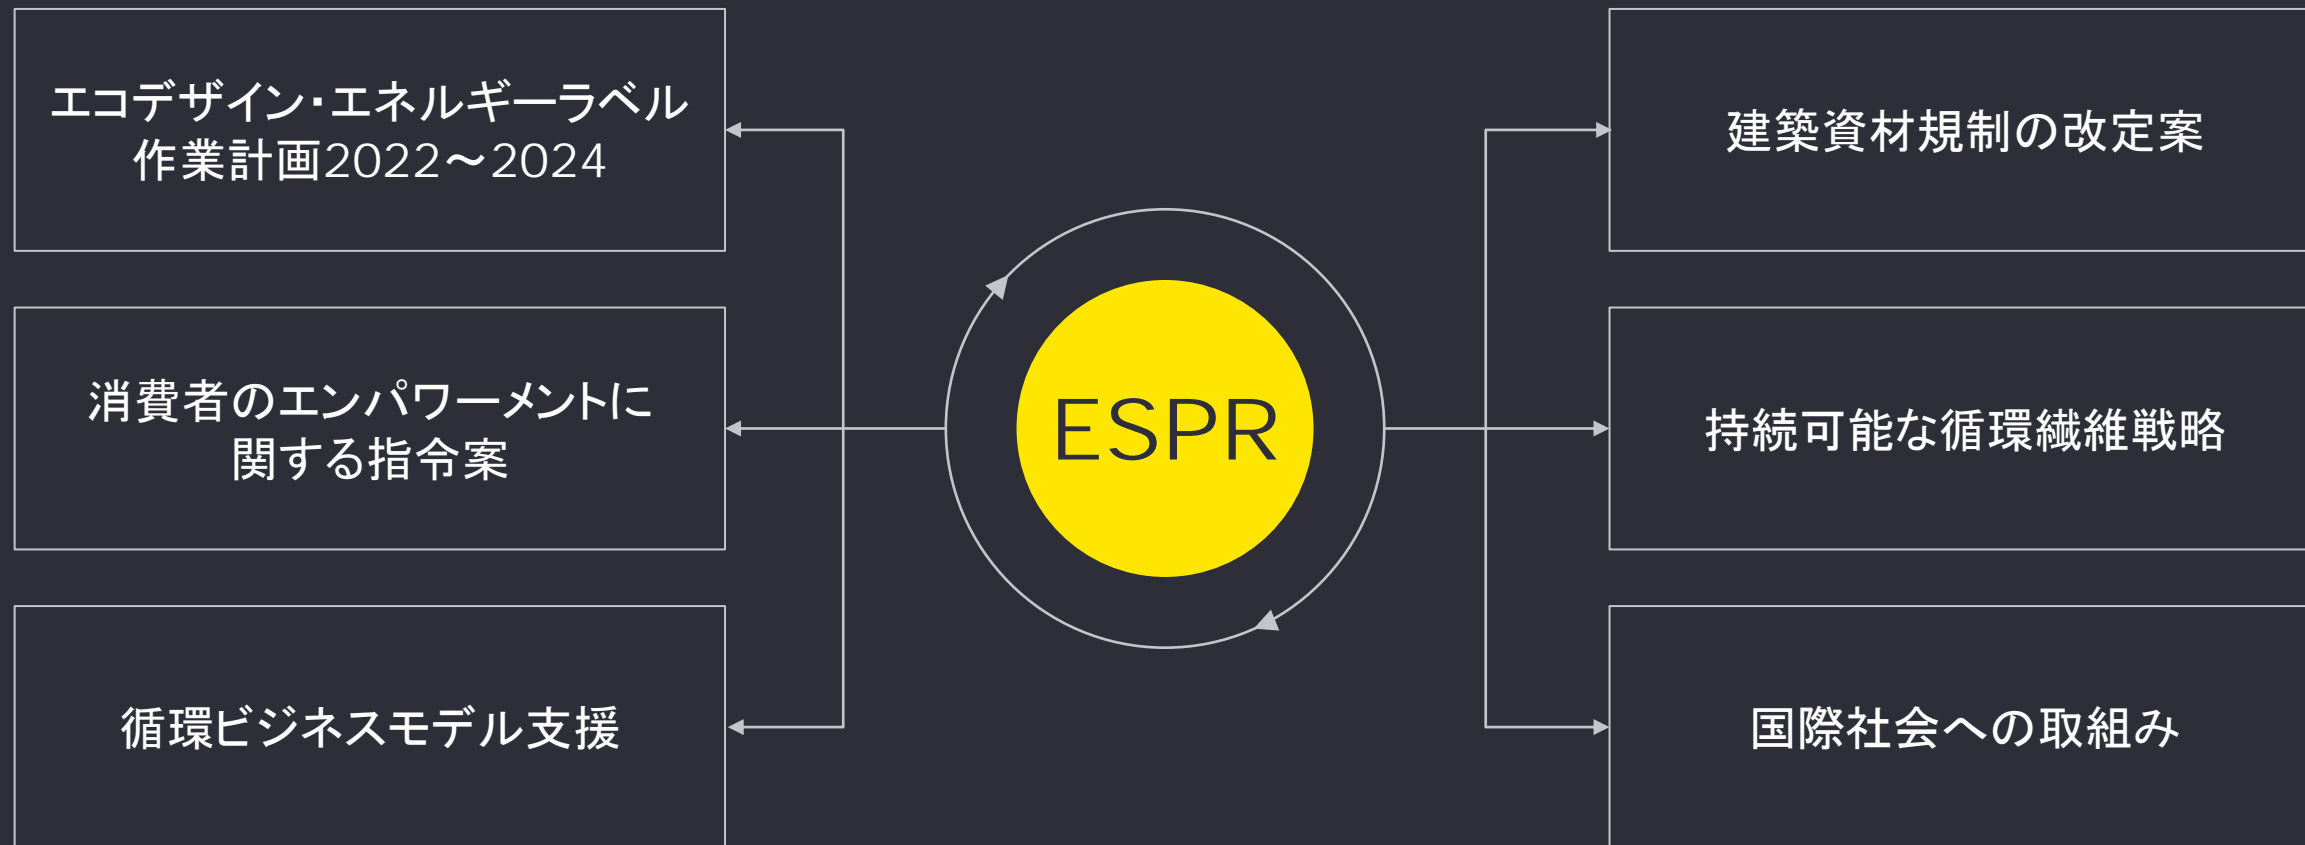 エコデザイン・エネルギーラベル
作業計画2022～2024
消費者のエンパワーメントに
関する指令案
循環ビジネスモデル支援
ESPR
建築資材規制の改定案
持続可能な循環繊維戦略
国際社会への取組み